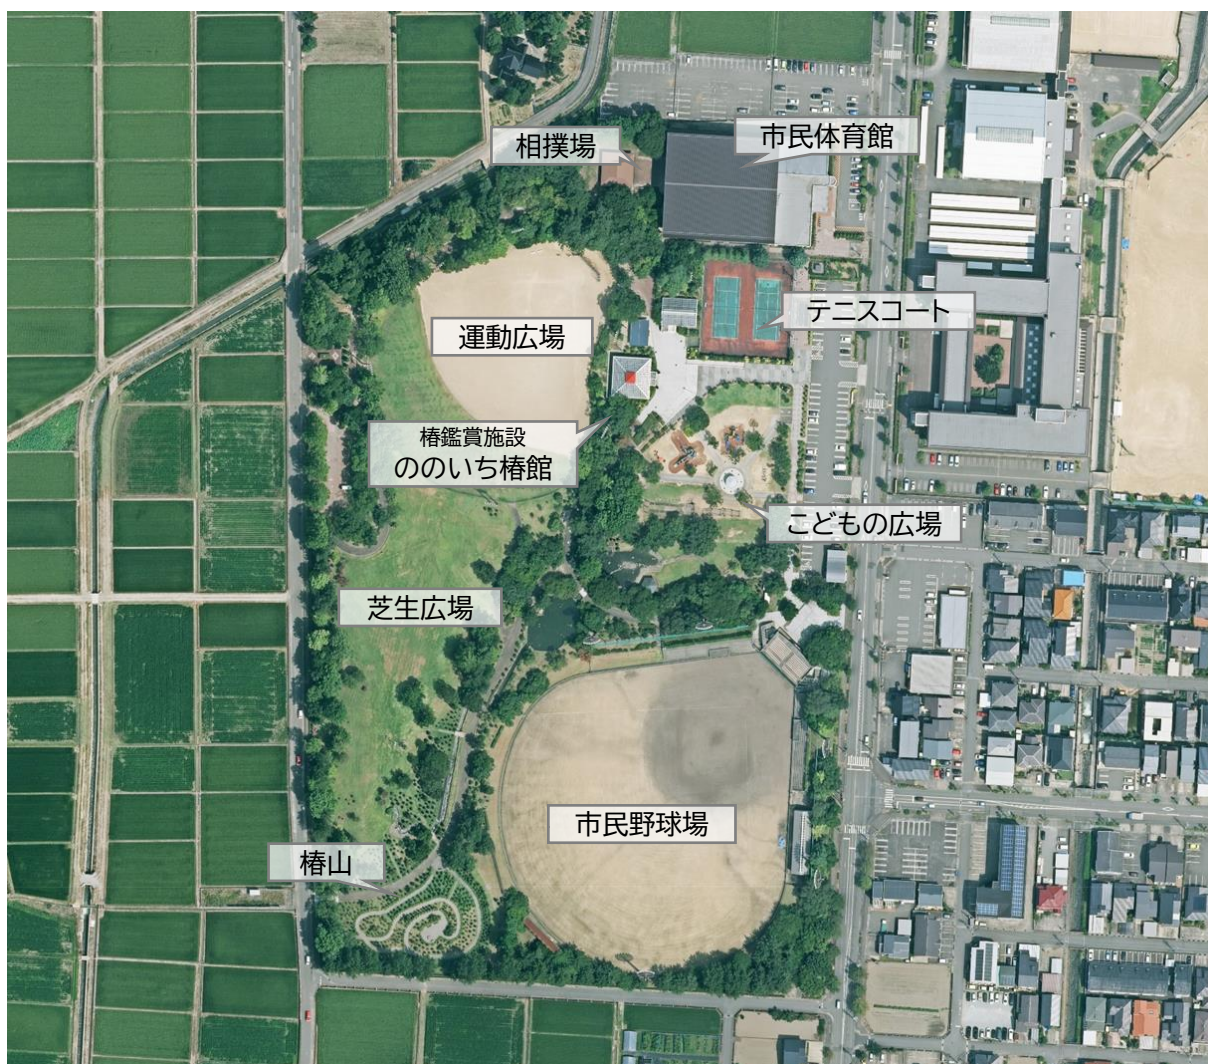 市民体育館
相撲場
テニスコート
運動広場
椿鑑賞施設
ののいち椿館
こどもの広場
芝生広場
市民野球場
椿山